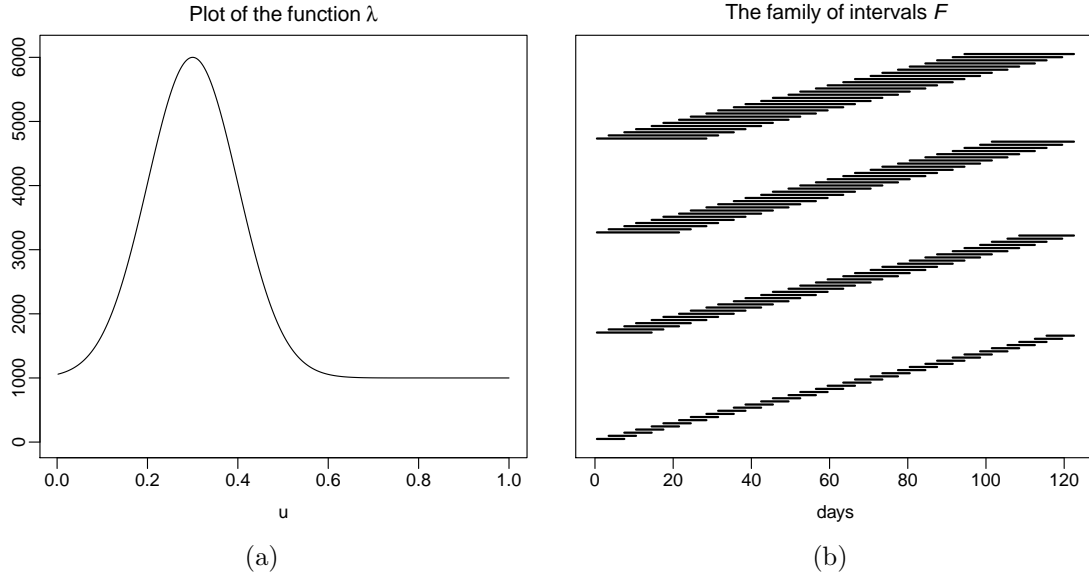 Plot of the function λ
6000
5000
4000
3000
2000
1000
0
0.0 0.2 0.4 0.6 0.8 1.0
u
(a)
The family of intervals F
0 20 40 60 80 100 120
days
(b)